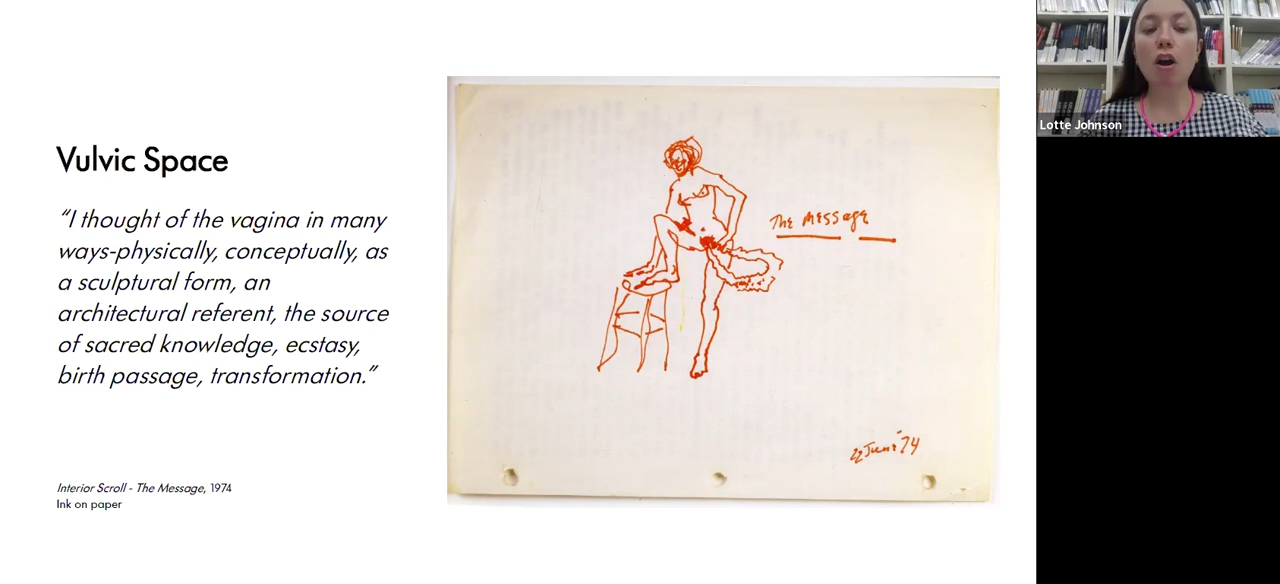 Vulvic Space
“I thought of the vagina in many
ways-physically, conceptually, as
a sculptural form, an
architectural referent, the source
of sacred knowledge, ecstasy,
birth passage, transformation.”
Interior Scroll - The Message, 1974
Ink on paper
The Message
22 June '74
Lotte Johnson